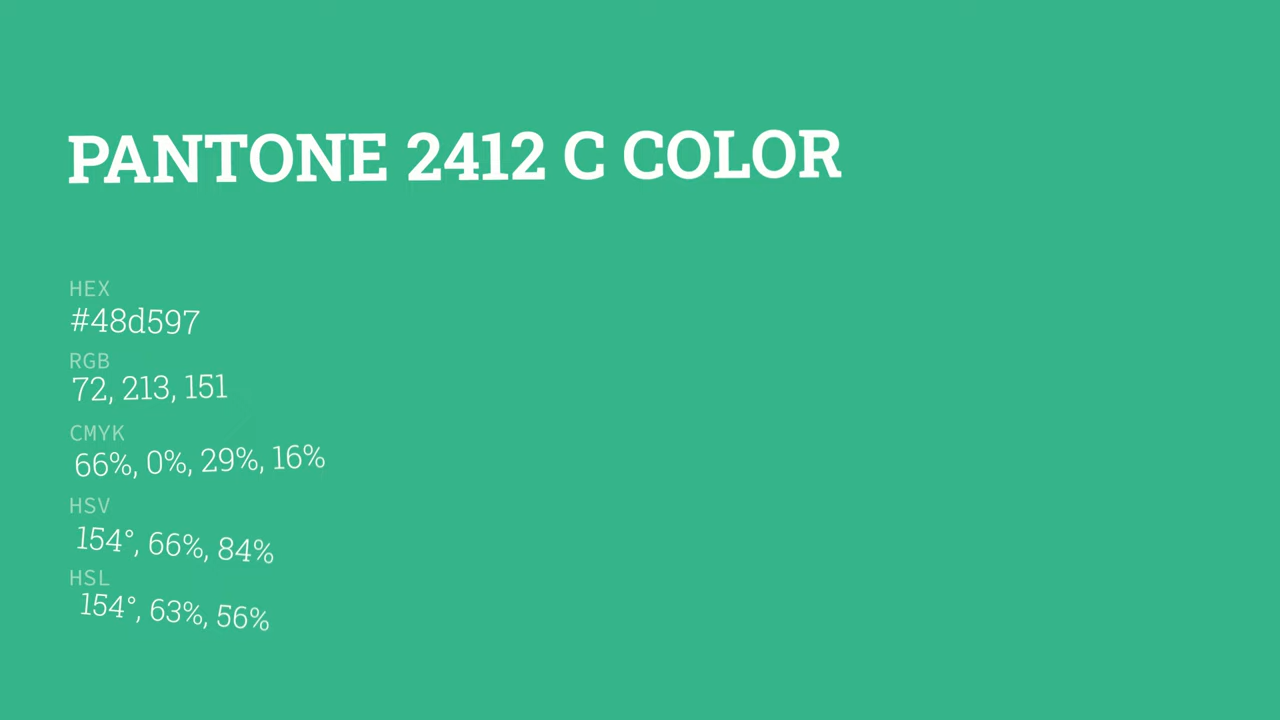 PANTONE 2412 C COLOR
HEX
#48d597
RGB
72, 213, 151
CMYK
66%, 0%, 29%, 16%
HSV
154°, 66%, 84%
HSL
154°, 63%, 56%